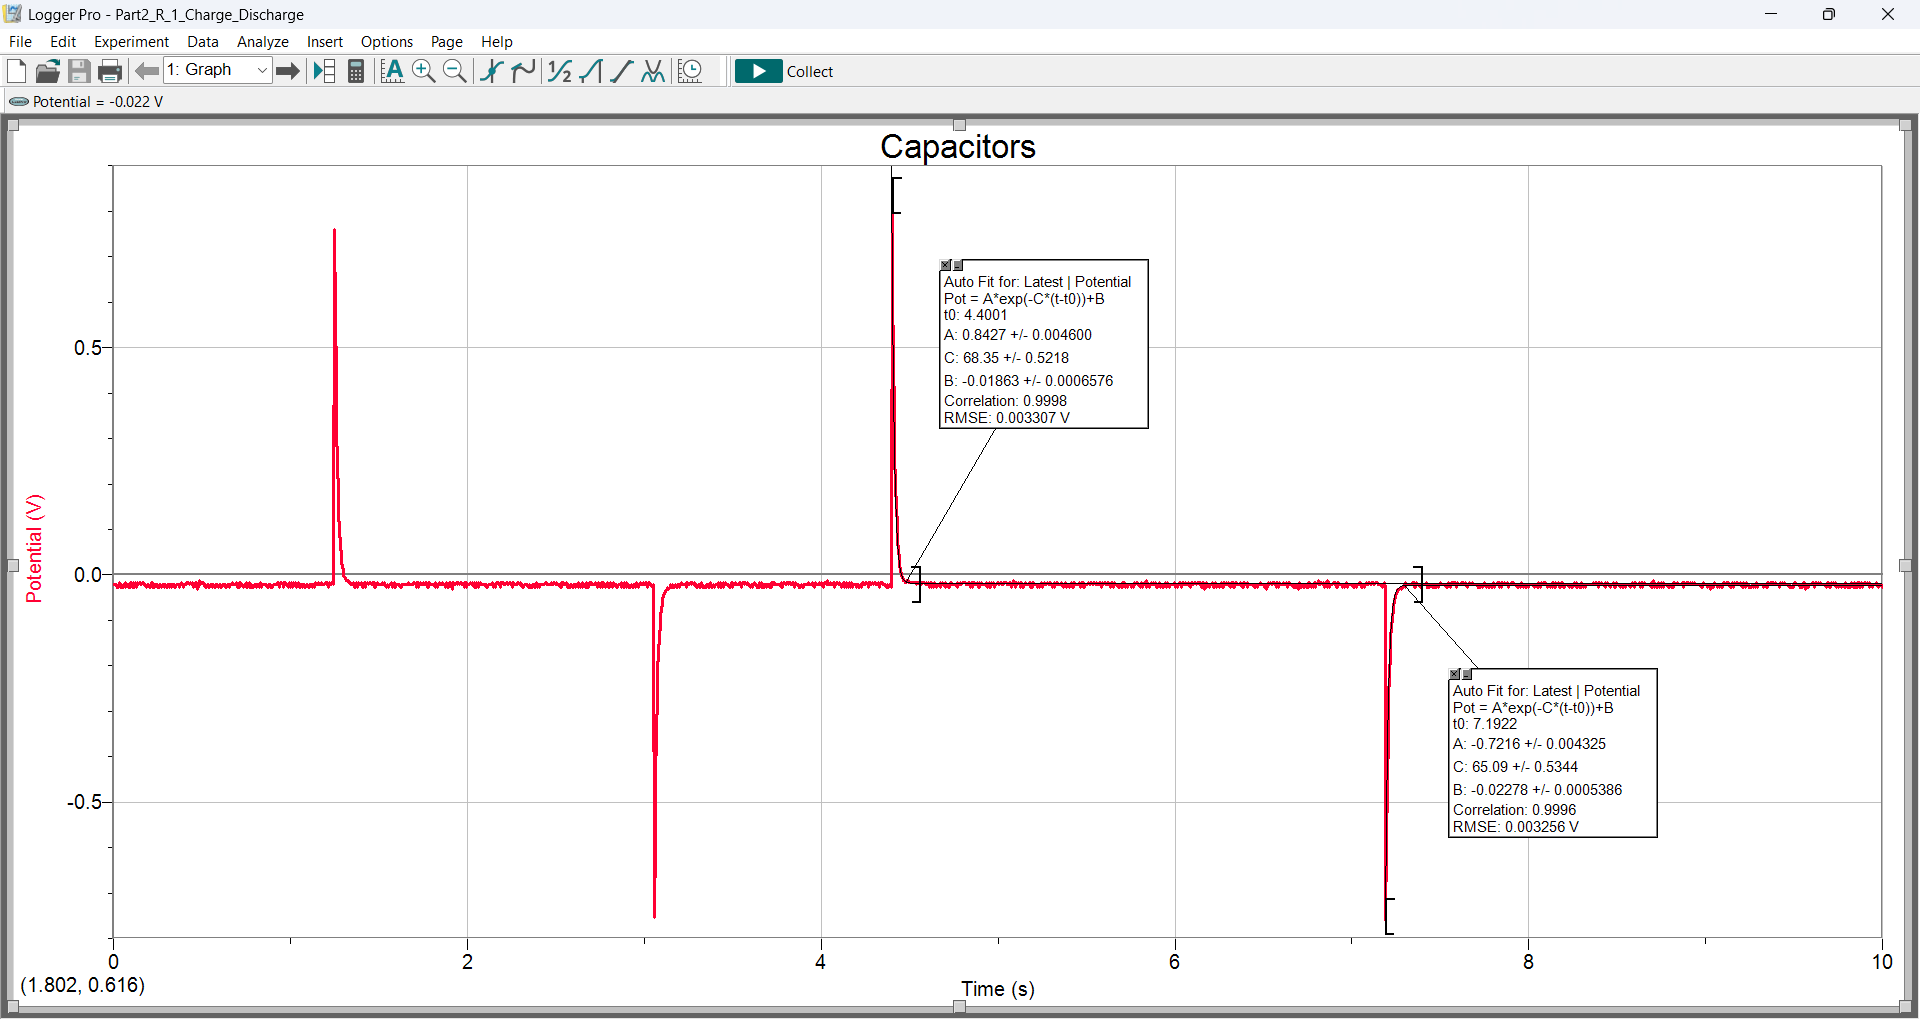 Logger Pro - Part2_R_1_Charge_Discharge
File Edit Experiment Data Analyze Insert Options Page Help
1: Graph
Collect
Potential = -0.022 V
Capacitors
Auto Fit for: Latest | Potential
Pot = A*exp(-C*(t-t0))+B
t0: 4.4001
A: 0.8427 +/- 0.004600
C: 68.35 +/- 0.5218
B: -0.01863 +/- 0.0006576
Correlation: 0.9998
RMSE: 0.003307 V
0.5
0.0
-0.5
Potential (V)
Auto Fit for: Latest | Potential
Pot = A*exp(-C*(t-t0))+B
t0: 7.1922
A: -0.7216 +/- 0.004325
C: 65.09 +/- 0.5344
B: -0.02278 +/- 0.0005386
Correlation: 0.9996
RMSE: 0.003256 V
0 2 4 6 8 10
(1.802, 0.616)
Time (s)